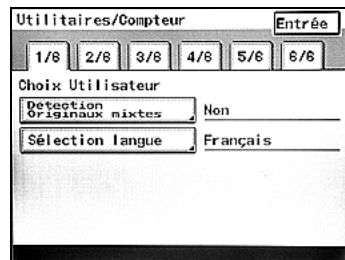 Utilitaires/Compteur Entrée
1/6 2/6 3/6 4/6 5/6 6/6
Choix Utilisateur
Détection
Originaux mixtes Non
Sélection langue Français